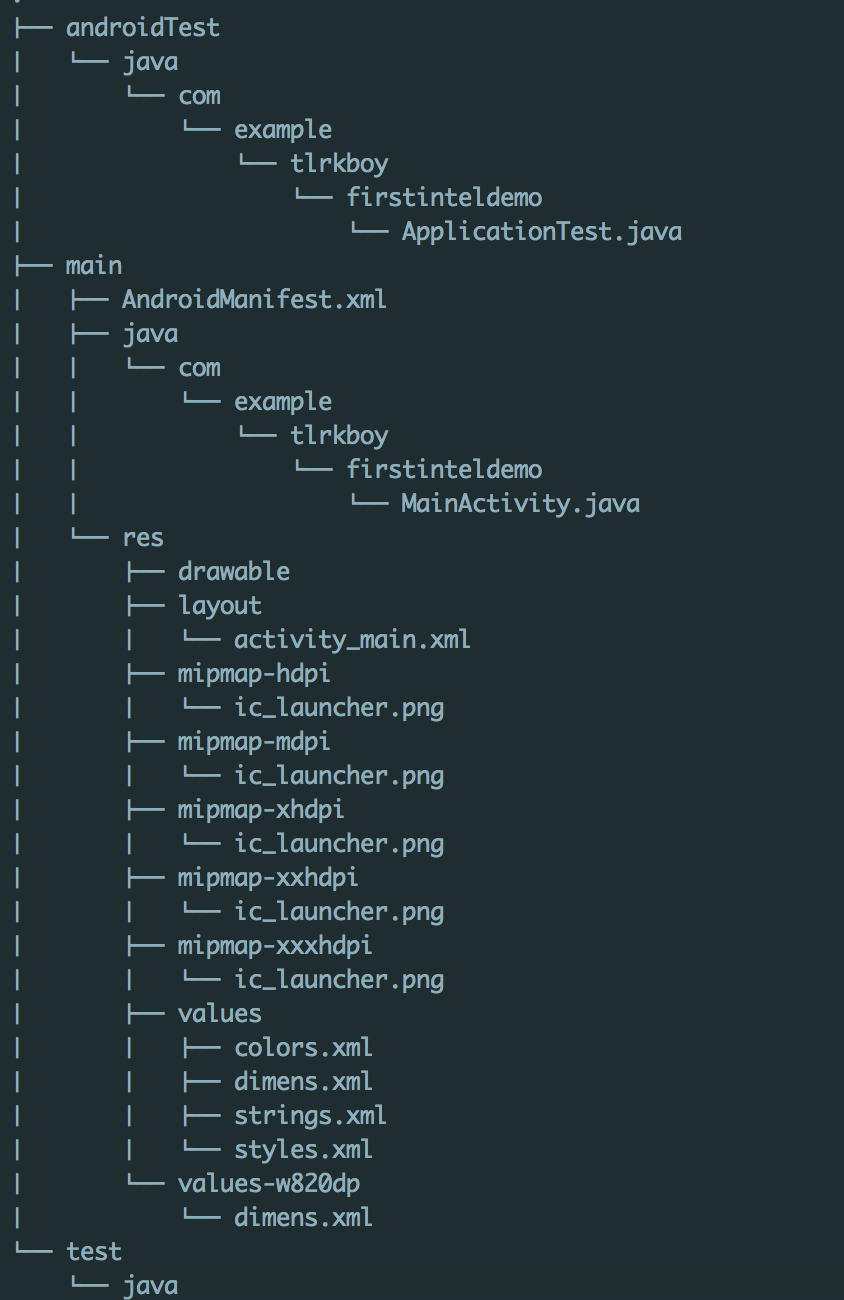 ├── androidTest
│   └── java
│       └── com
│           └── example
│               └── tlrkboy
│                   └── firstinteldemo
│                       └── ApplicationTest.java
├── main
│   ├── AndroidManifest.xml
│   ├── java
│   │   └── com
│   │       └── example
│   │           └── tlrkboy
│   │               └── firstinteldemo
│   │                   └── MainActivity.java
│   └── res
│       ├── drawable
│       ├── layout
│       │   └── activity_main.xml
│       ├── mipmap-hdpi
│       │   └── ic_launcher.png
│       ├── mipmap-mdpi
│       │   └── ic_launcher.png
│       ├── mipmap-xhdpi
│       │   └── ic_launcher.png
│       ├── mipmap-xxhdpi
│       │   └── ic_launcher.png
│       ├── mipmap-xxxhdpi
│       │   └── ic_launcher.png
│       ├── values
│       │   ├── colors.xml
│       │   ├── dimens.xml
│       │   ├── strings.xml
│       │   └── styles.xml
│       └── values-w820dp
│           └── dimens.xml
└── test
    └── java